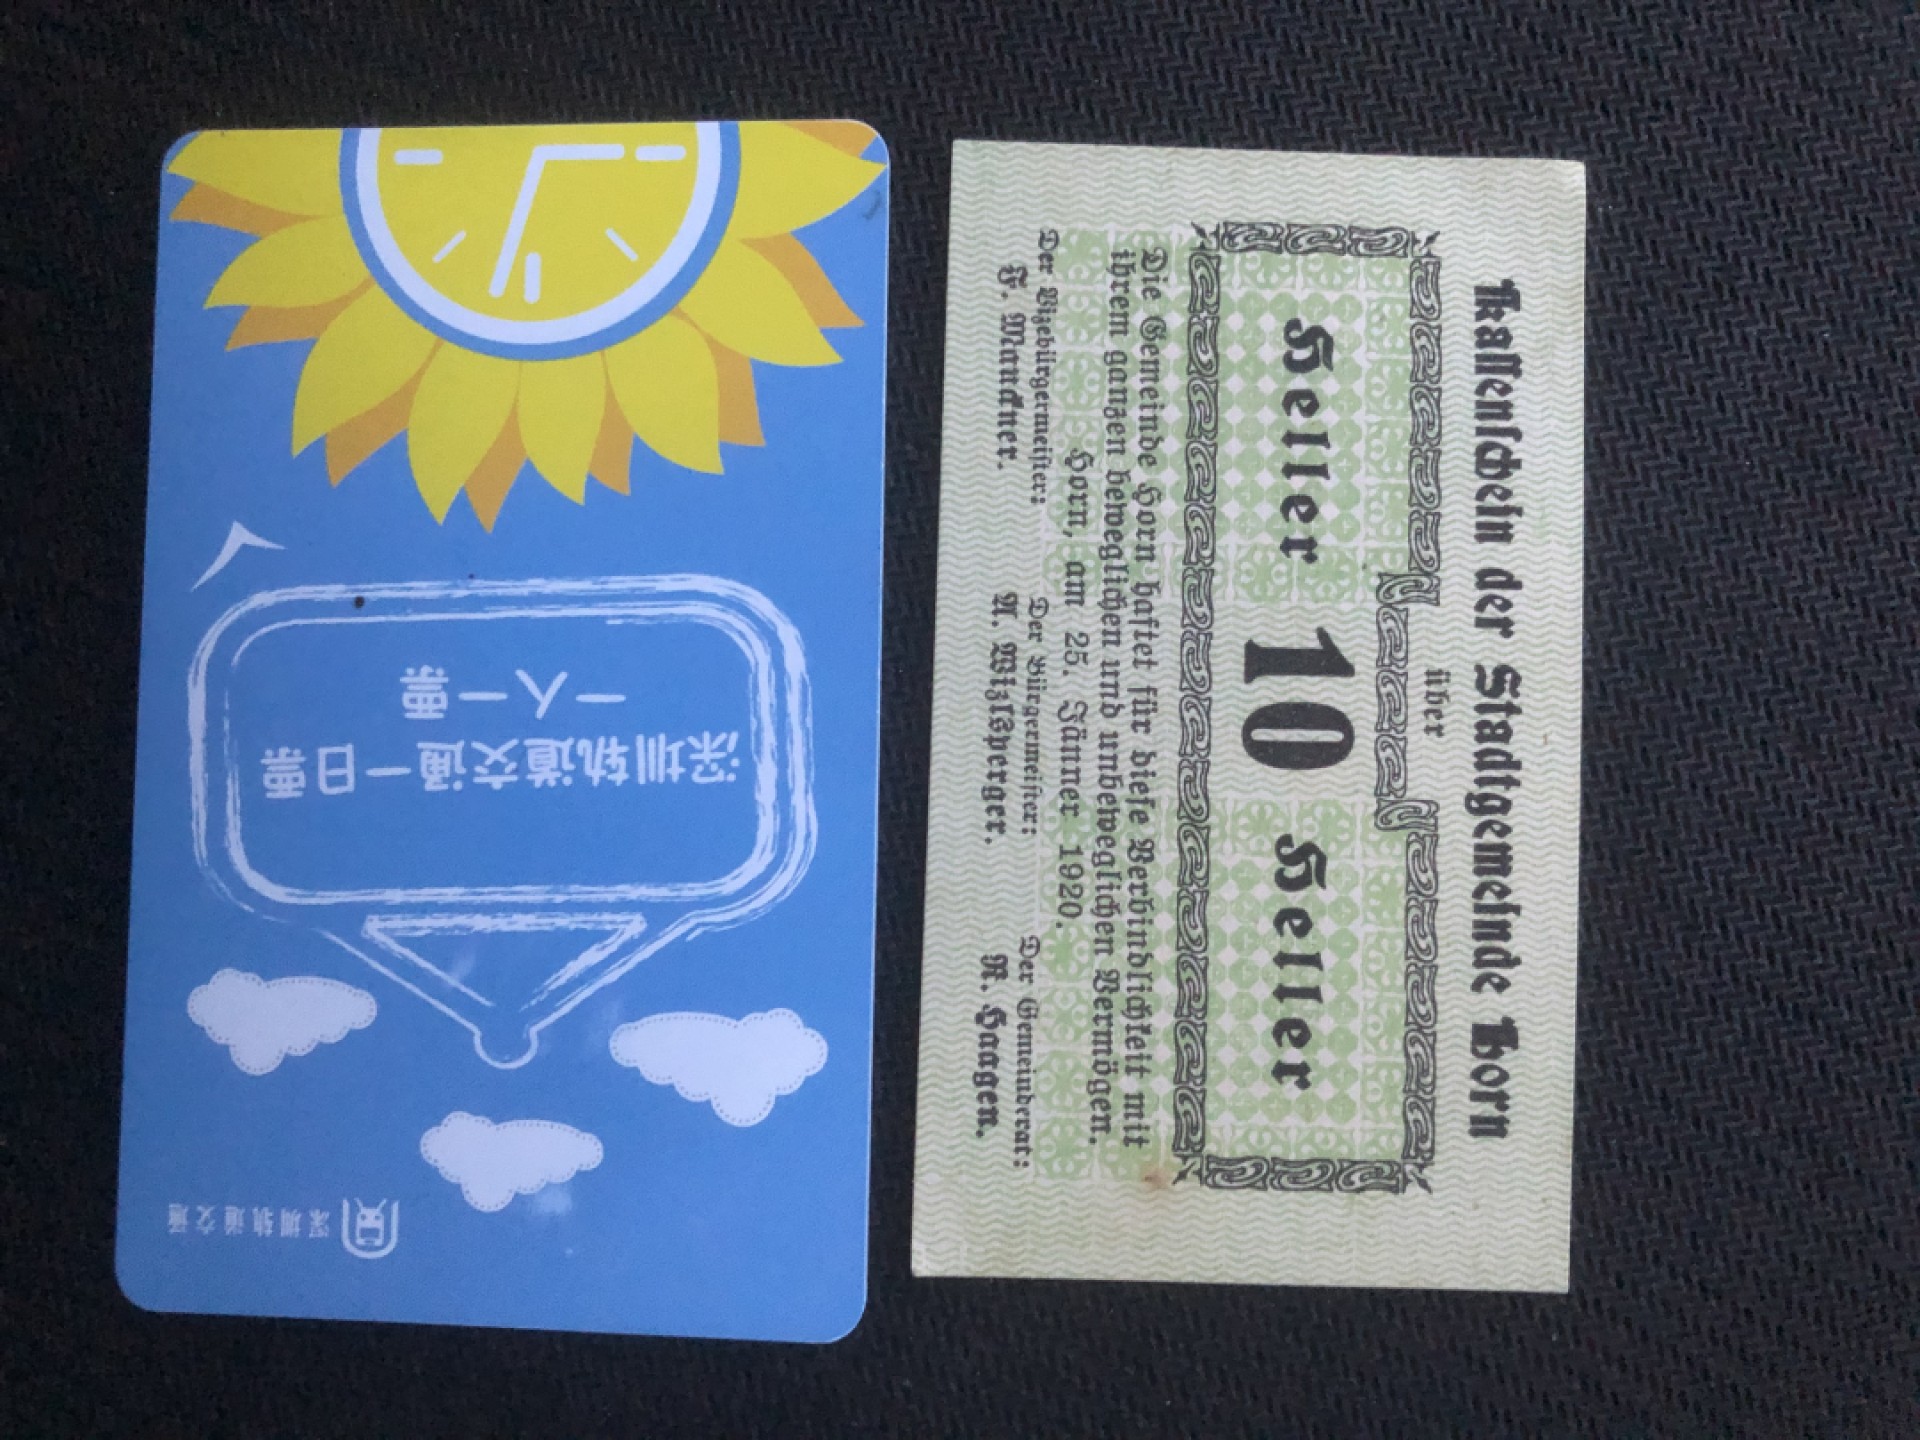 深圳轨道交通一日票
一人一票
深圳轨道交通
Kassenschein der Stadtgemeinde Horn
über
Heller 10 Heller
Die Gemeinde Horn haftet für diese Verbindlichkeit mit
ihrem ganzen beweglichen und unbeweglichen Vermögen.
Horn, am 25. Jänner 1920.
Der Vizebürgermeister: Der Bürgermeister: Der Gemeinderat:
F. Mandner. A. Wizlsperger. R. Haagen.